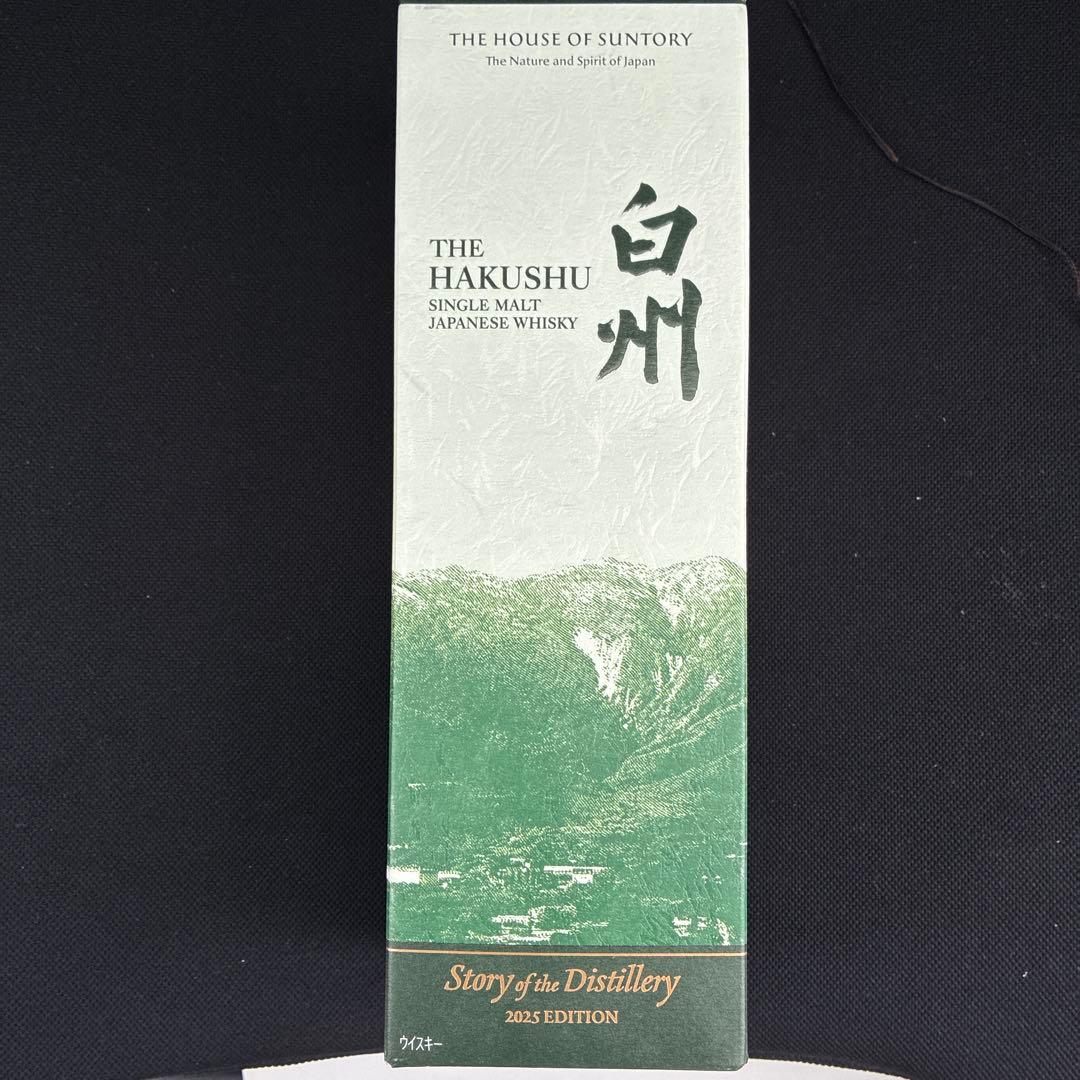 THE HOUSE OF SUNTORY
The Nature and Spirit of Japan
白州
THE
HAKUSHU
SINGLE MALT
JAPANESE WHISKY
Story of the Distillery
2025 EDITION
ウイスキー